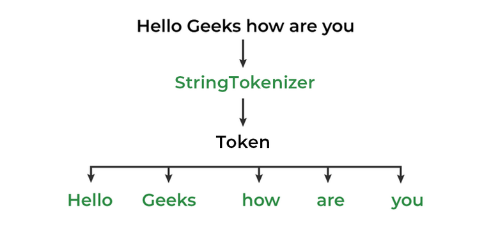 Hello Geeks how are you
StringTokenizer
Token
Hello Geeks how are you